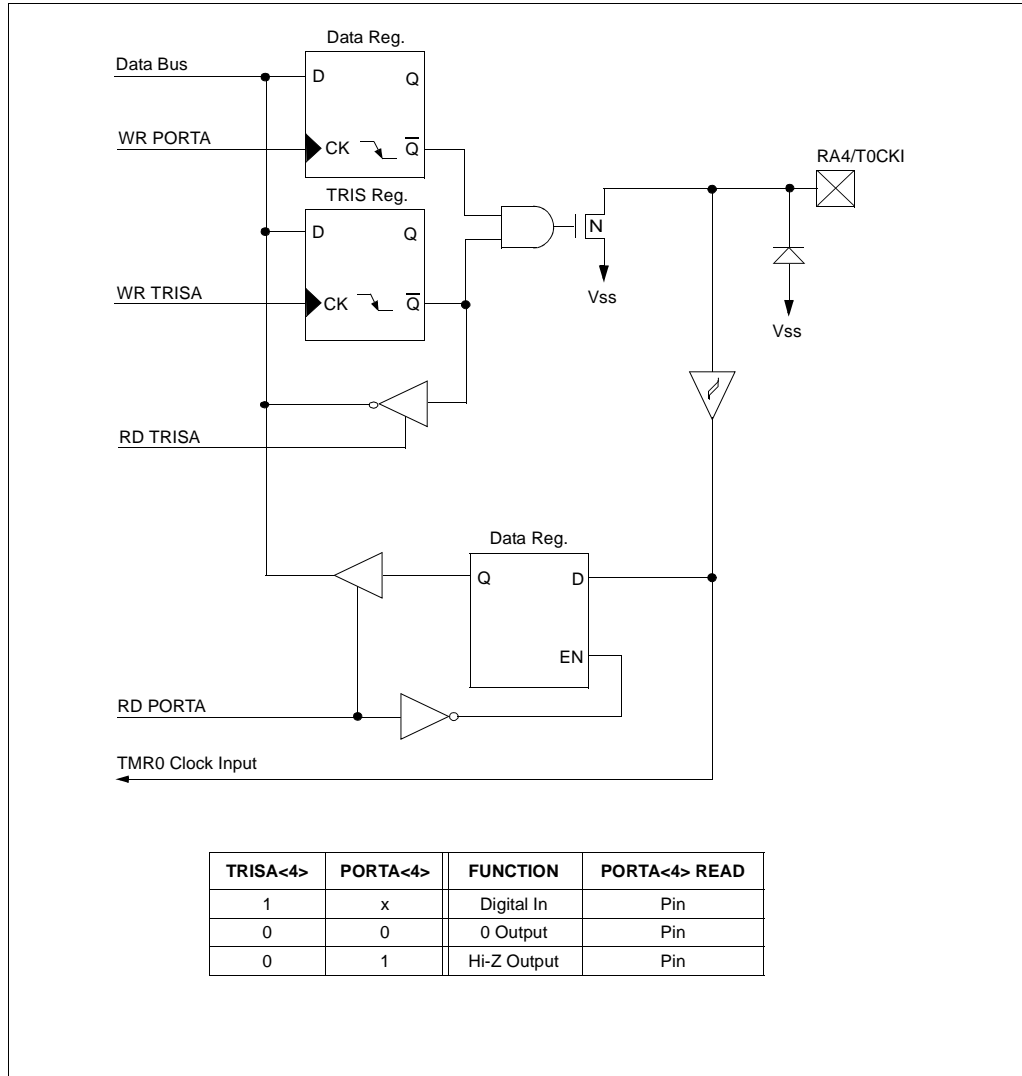 Data Reg.
Data Bus
D
Q
WR PORTA
CK
Q̅
RA4/T0CKI
TRIS Reg.
D
Q
N
WR TRISA
CK
Q̅
Vss
Vss
RD TRISA
Data Reg.
Q
D
EN
RD PORTA
TMR0 Clock Input
TRISA<4> PORTA<4> FUNCTION PORTA<4> READ
1 x Digital In Pin
0 0 0 Output Pin
0 1 Hi-Z Output Pin